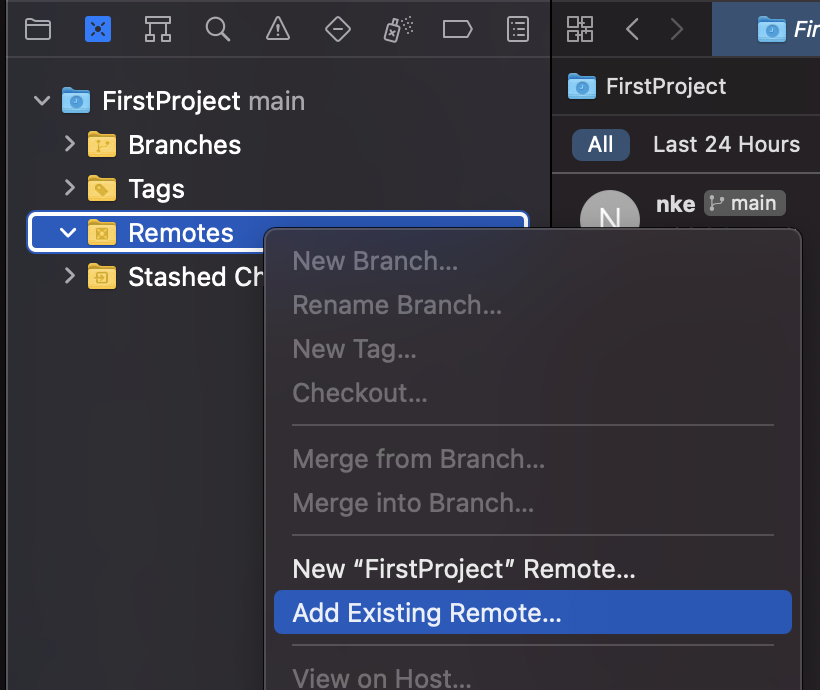 Fir
FirstProject main
FirstProject
Branches
All Last 24 Hours
Tags
nke main
N
Remotes
Stashed Ch
New Branch...
Rename Branch...
New Tag...
Checkout...
Merge from Branch...
Merge into Branch...
New “FirstProject” Remote...
Add Existing Remote...
View on Host...